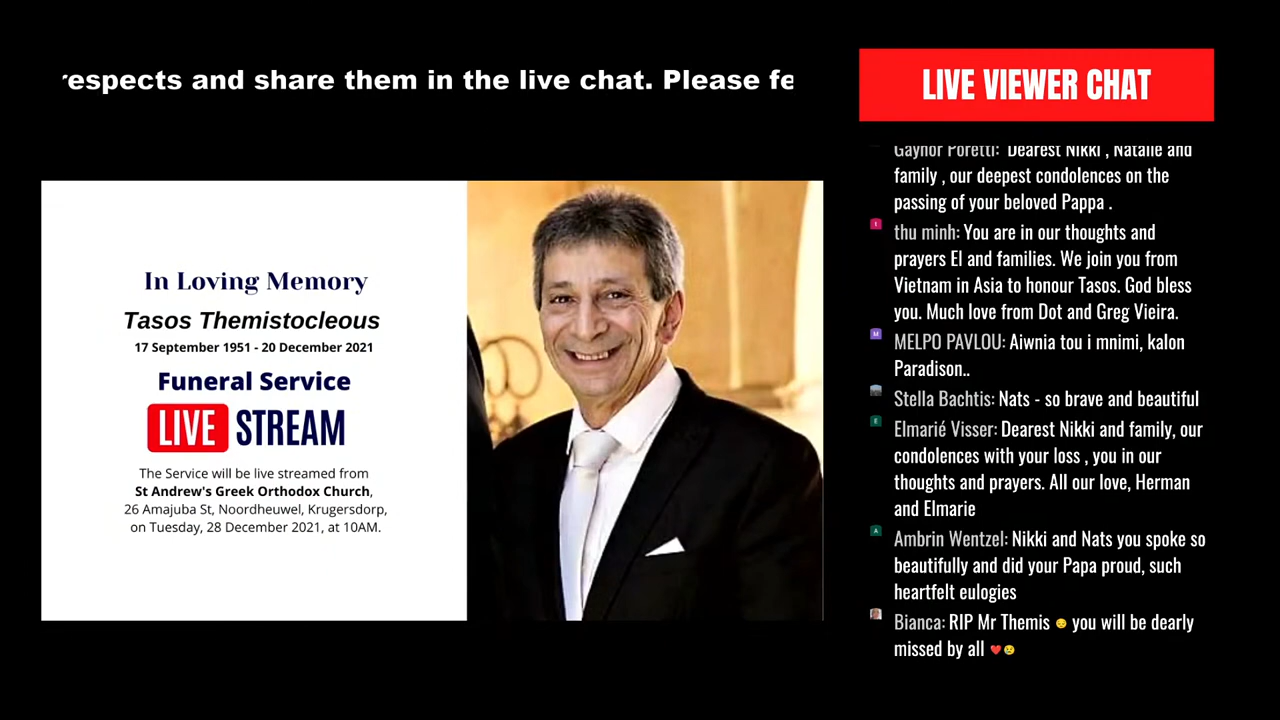 respects and share them in the live chat. Please fe
LIVE VIEWER CHAT
In Loving Memory
Tasos Themistocleous
17 September 1951 - 20 December 2021
Funeral Service
LIVE STREAM
The Service will be live streamed from
St Andrew's Greek Orthodox Church,
26 Amajuba St, Noordheuwel, Krugersdorp,
on Tuesday, 28 December 2021, at 10AM.
Gaynor Poretti: Dearest Nikki , Natalie and
family , our deepest condolences on the
passing of your beloved Pappa .
thu minh: You are in our thoughts and
prayers El and families. We join you from
Vietnam in Asia to honour Tasos. God bless
you. Much love from Dot and Greg Vieira.
MELPO PAVLOU: Aiwnia tou i mnimi, kalon
Paradison..
Stella Bachtis: Nats - so brave and beautiful
Elmarié Visser: Dearest Nikki and family, our
condolences with your loss , you in our
thoughts and prayers. All our love, Herman
and Elmarie
Ambrin Wentzel: Nikki and Nats you spoke so
beautifully and did your Papa proud, such
heartfelt eulogies
Bianca: RIP Mr Themis 😔 you will be dearly
missed by all ❤️😢